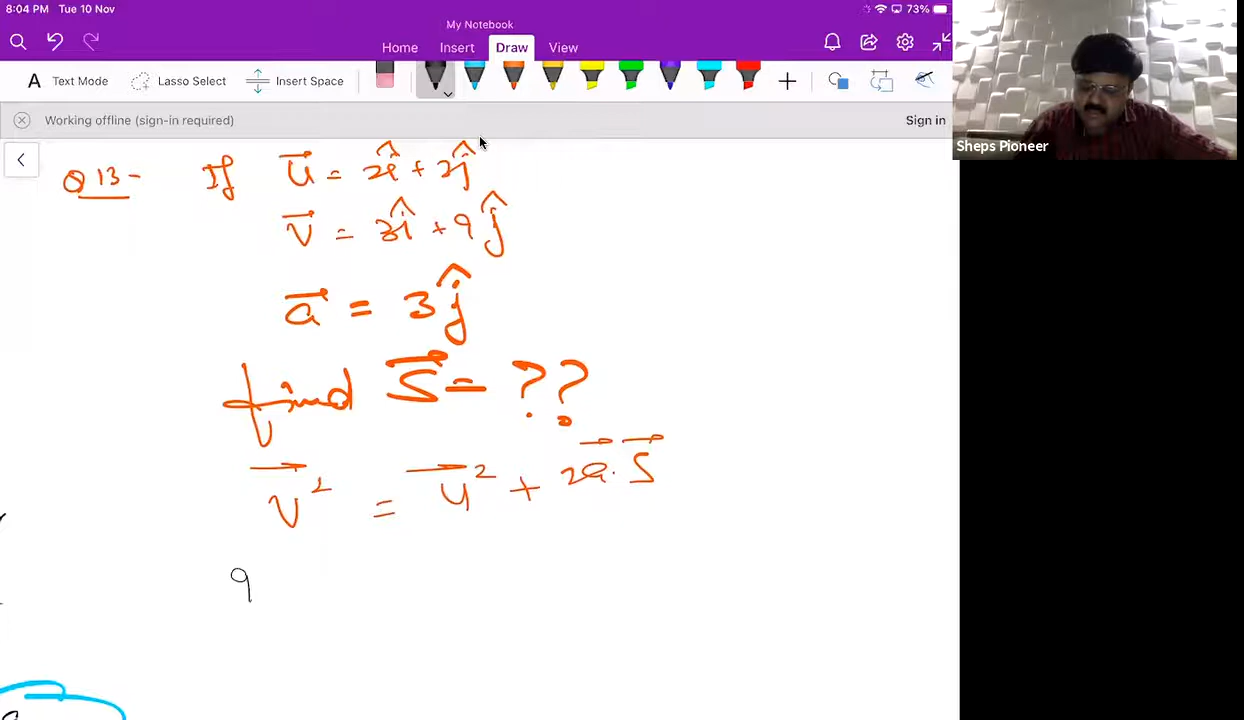 8:04 PM Tue 10 Nov
73%
My Notebook
Home Insert Draw View
A Text Mode Lasso Select Insert Space
Working offline (sign-in required) Sign in
Sheps Pioneer
Q 13- If u⃗ = 2î + 2ĵ
v⃗ = 3î + 9ĵ
a⃗ = 3ĵ
find S⃗ = ??
v⃗² = u⃗² + 2a⃗·S⃗
9